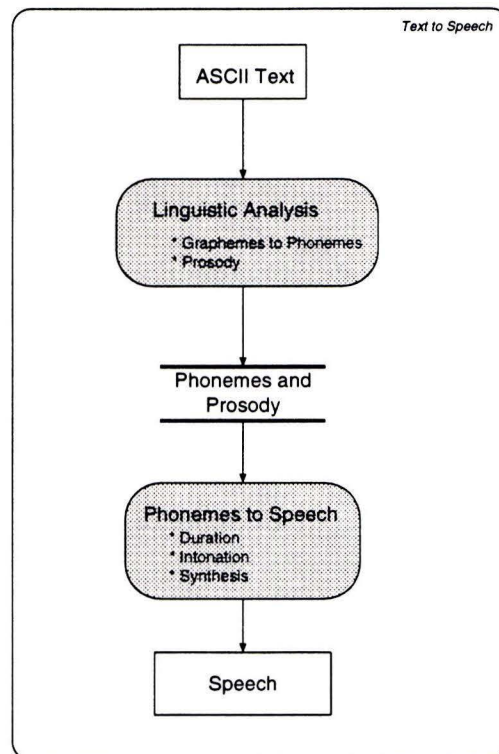 Text to Speech
ASCII Text
Linguistic Analysis
* Graphemes to Phonemes
* Prosody
Phonemes and
Prosody
Phonemes to Speech
* Duration
* Intonation
* Synthesis
Speech